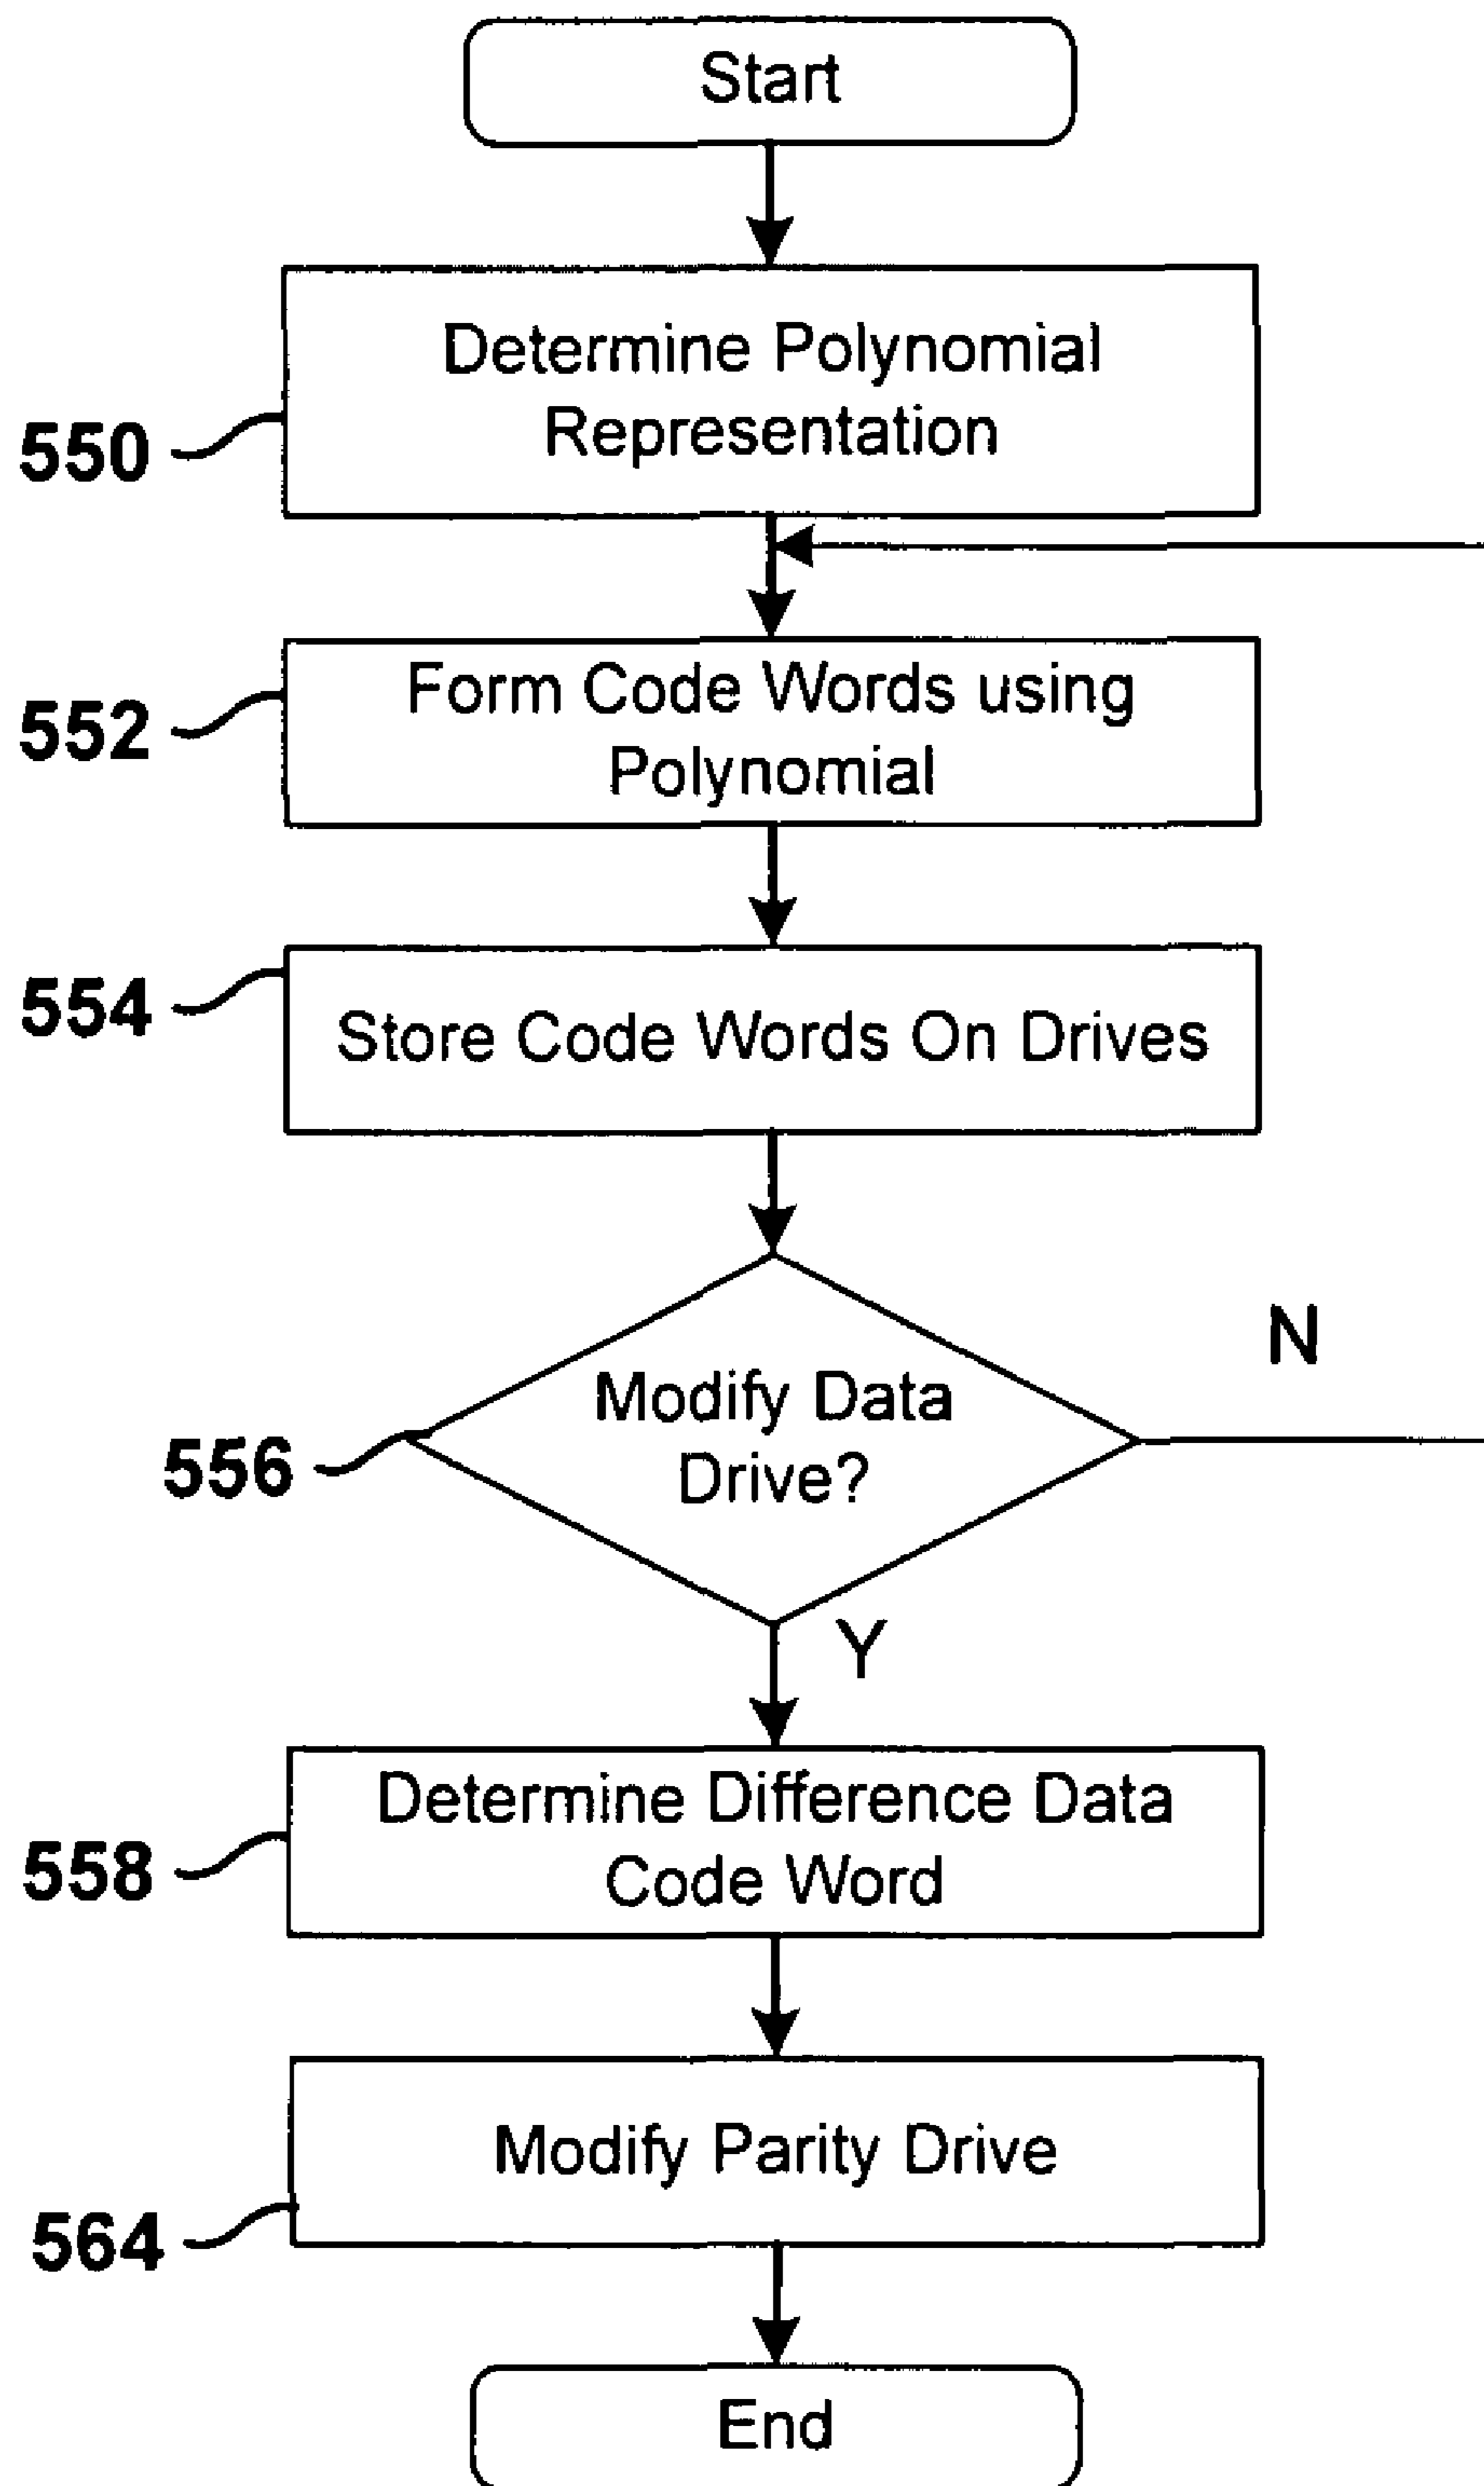 Start
Determine Polynomial
Representation
550
Form Code Words using
Polynomial
552
554
Store Code Words On Drives
N
Modify Data
Drive?
556
Y
Determine Difference Data
Code Word
558
Modify Parity Drive
564
End